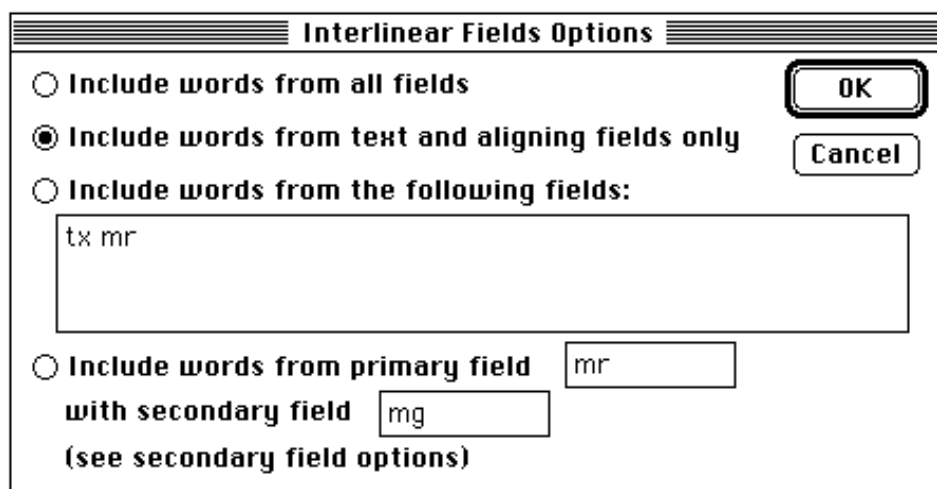 Interlinear Fields Options
Include words from all fields
OK
Include words from text and aligning fields only
Cancel
Include words from the following fields:
tx mr
Include words from primary field mr
with secondary field mg
(see secondary field options)